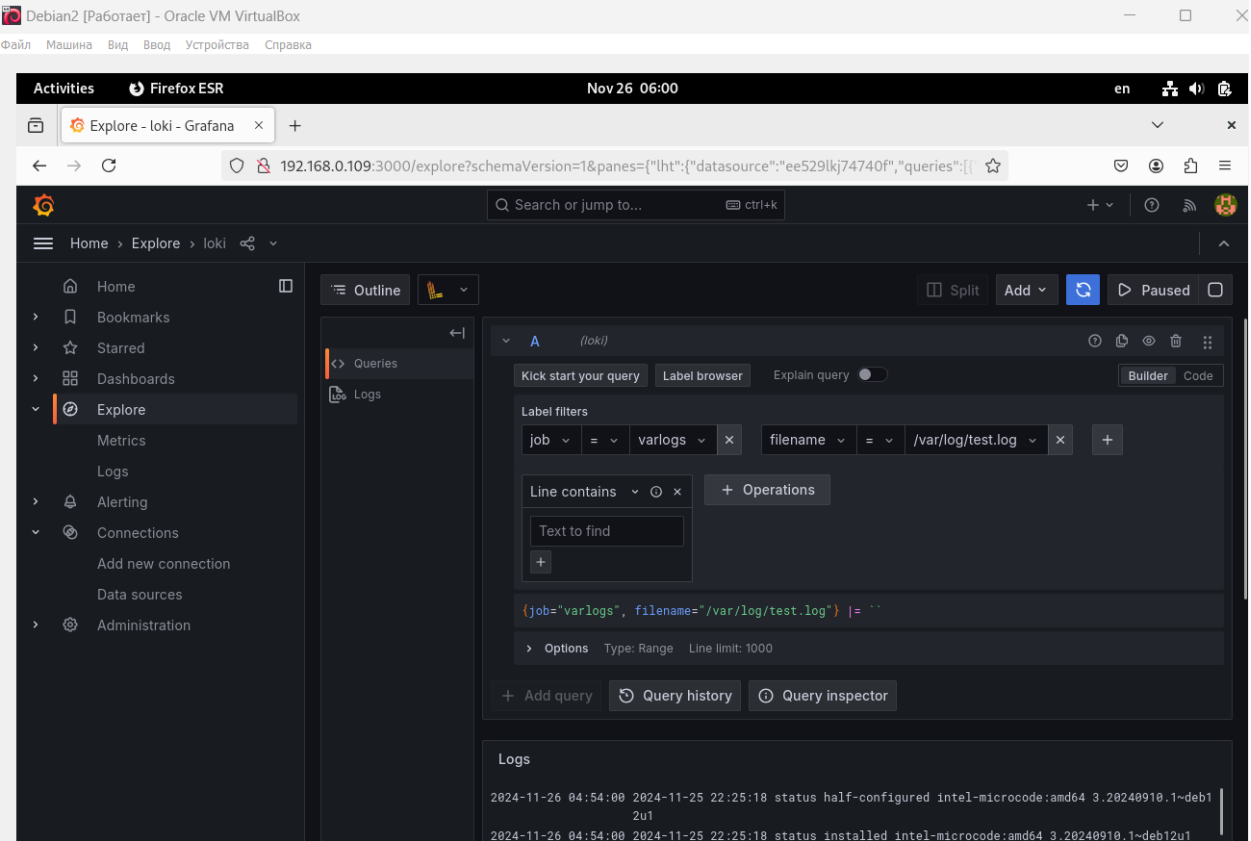 Debian2 [Работает] - Oracle VM VirtualBox
Файл Машина Вид Ввод Устройства Справка
Activities Firefox ESR Nov 26 06:00 en
Explore - loki - Grafana
192.168.0.109:3000/explore?schemaVersion=1&panes={"lht":{"datasource":"ee529lkj74740f","queries":[{
Search or jump to... ctrl+k
Home › Explore › loki
Home
Bookmarks
Starred
Dashboards
Explore
Metrics
Logs
Alerting
Connections
Add new connection
Data sources
Administration
Outline Split Add Paused
Queries
Logs
A (loki)
Kick start your query Label browser Explain query Builder Code
Label filters
job = varlogs filename = /var/log/test.log
Line contains + Operations
Text to find
{job="varlogs", filename="/var/log/test.log"} |= ``
Options Type: Range Line limit: 1000
+ Add query Query history Query inspector
Logs
2024-11-26 04:54:00 2024-11-25 22:25:18 status half-configured intel-microcode:amd64 3.20240910.1~deb1
2u1
2024-11-26 04:54:00 2024-11-25 22:25:18 status installed intel-microcode:amd64 3.20240910.1~deb12u1